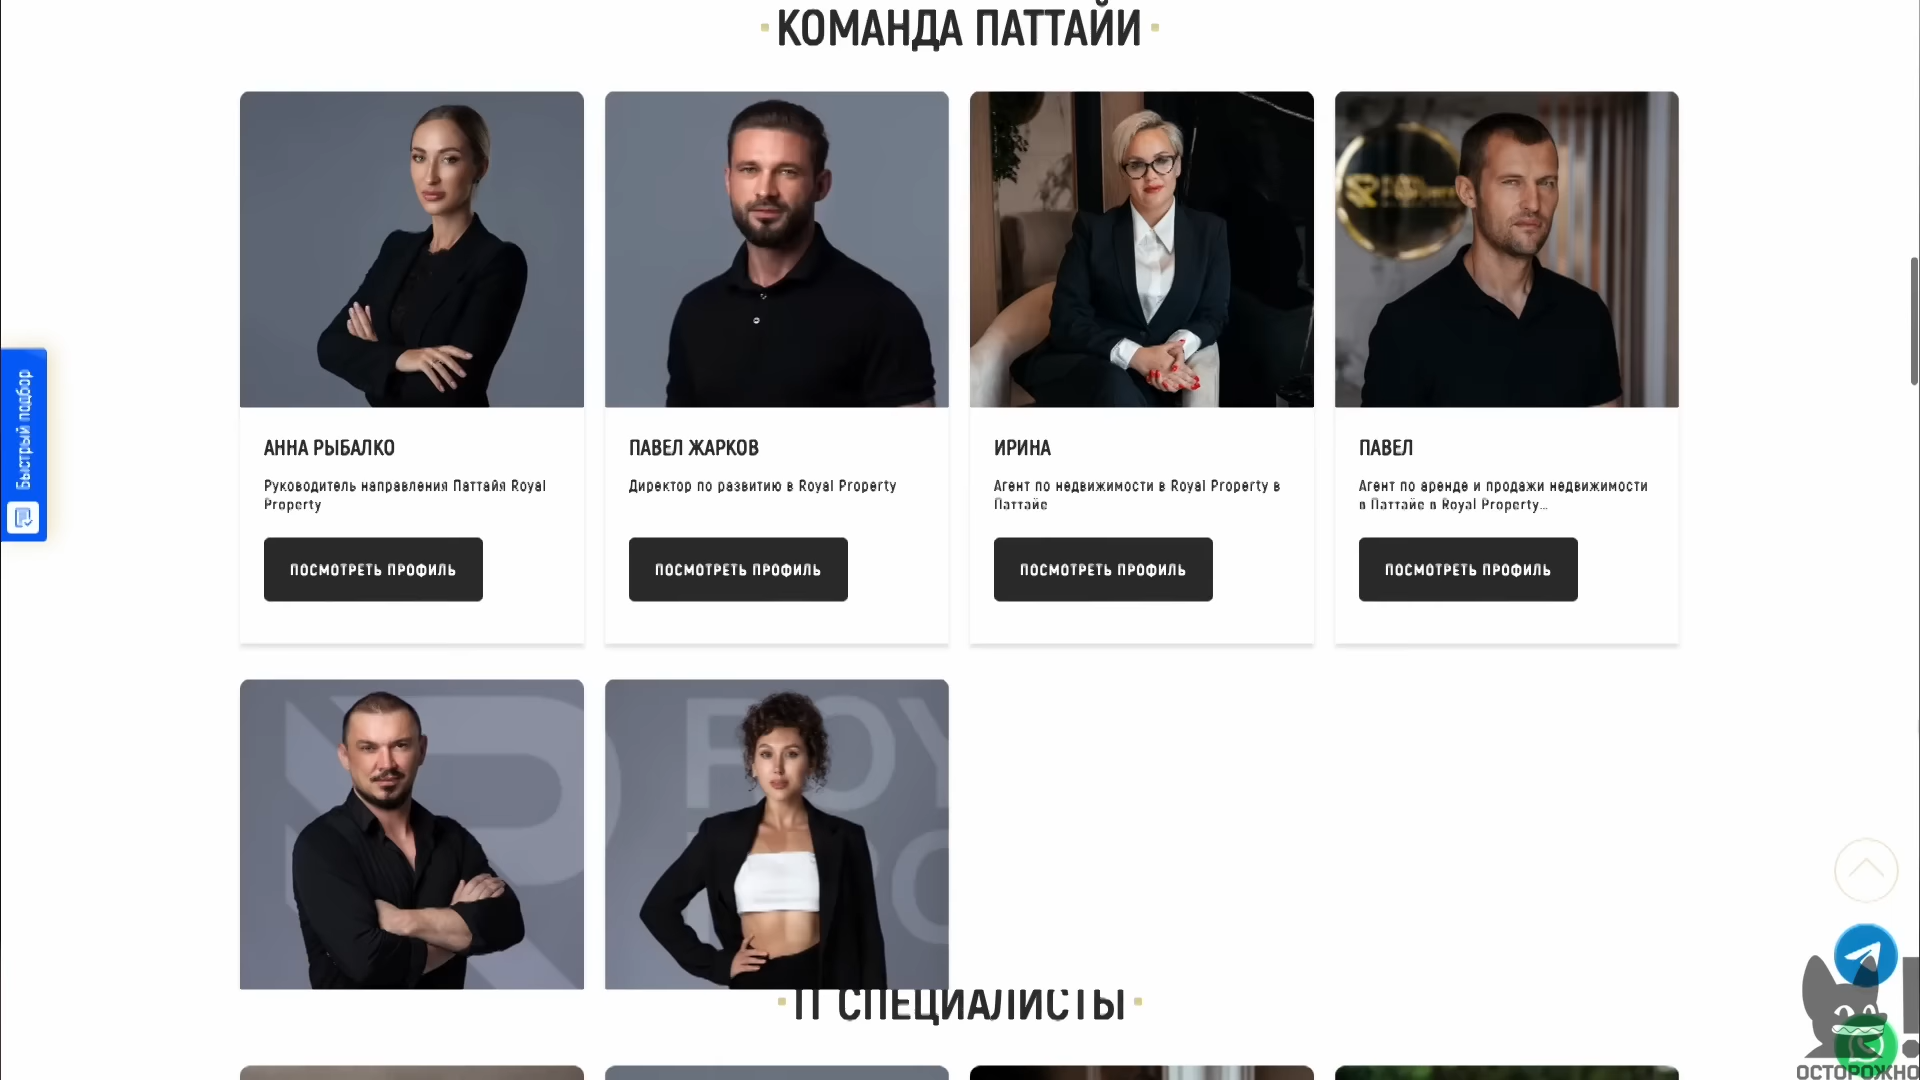 КОМАНДА ПАТТАЙИ
АННА РЫБАЛКО
Руководитель направления Паттайя Royal
Property
ПОСМОТРЕТЬ ПРОФИЛЬ
ПАВЕЛ ЖАРКОВ
Директор по развитию в Royal Property
ПОСМОТРЕТЬ ПРОФИЛЬ
ИРИНА
Агент по недвижимости в Royal Property в
Паттайе
ПОСМОТРЕТЬ ПРОФИЛЬ
ПАВЕЛ
Агент по аренде и продажи недвижимости
в Паттайе в Royal Property...
ПОСМОТРЕТЬ ПРОФИЛЬ
Быстрый подбор
СПЕЦИАЛИСТЫ
ОСТОРОЖНО